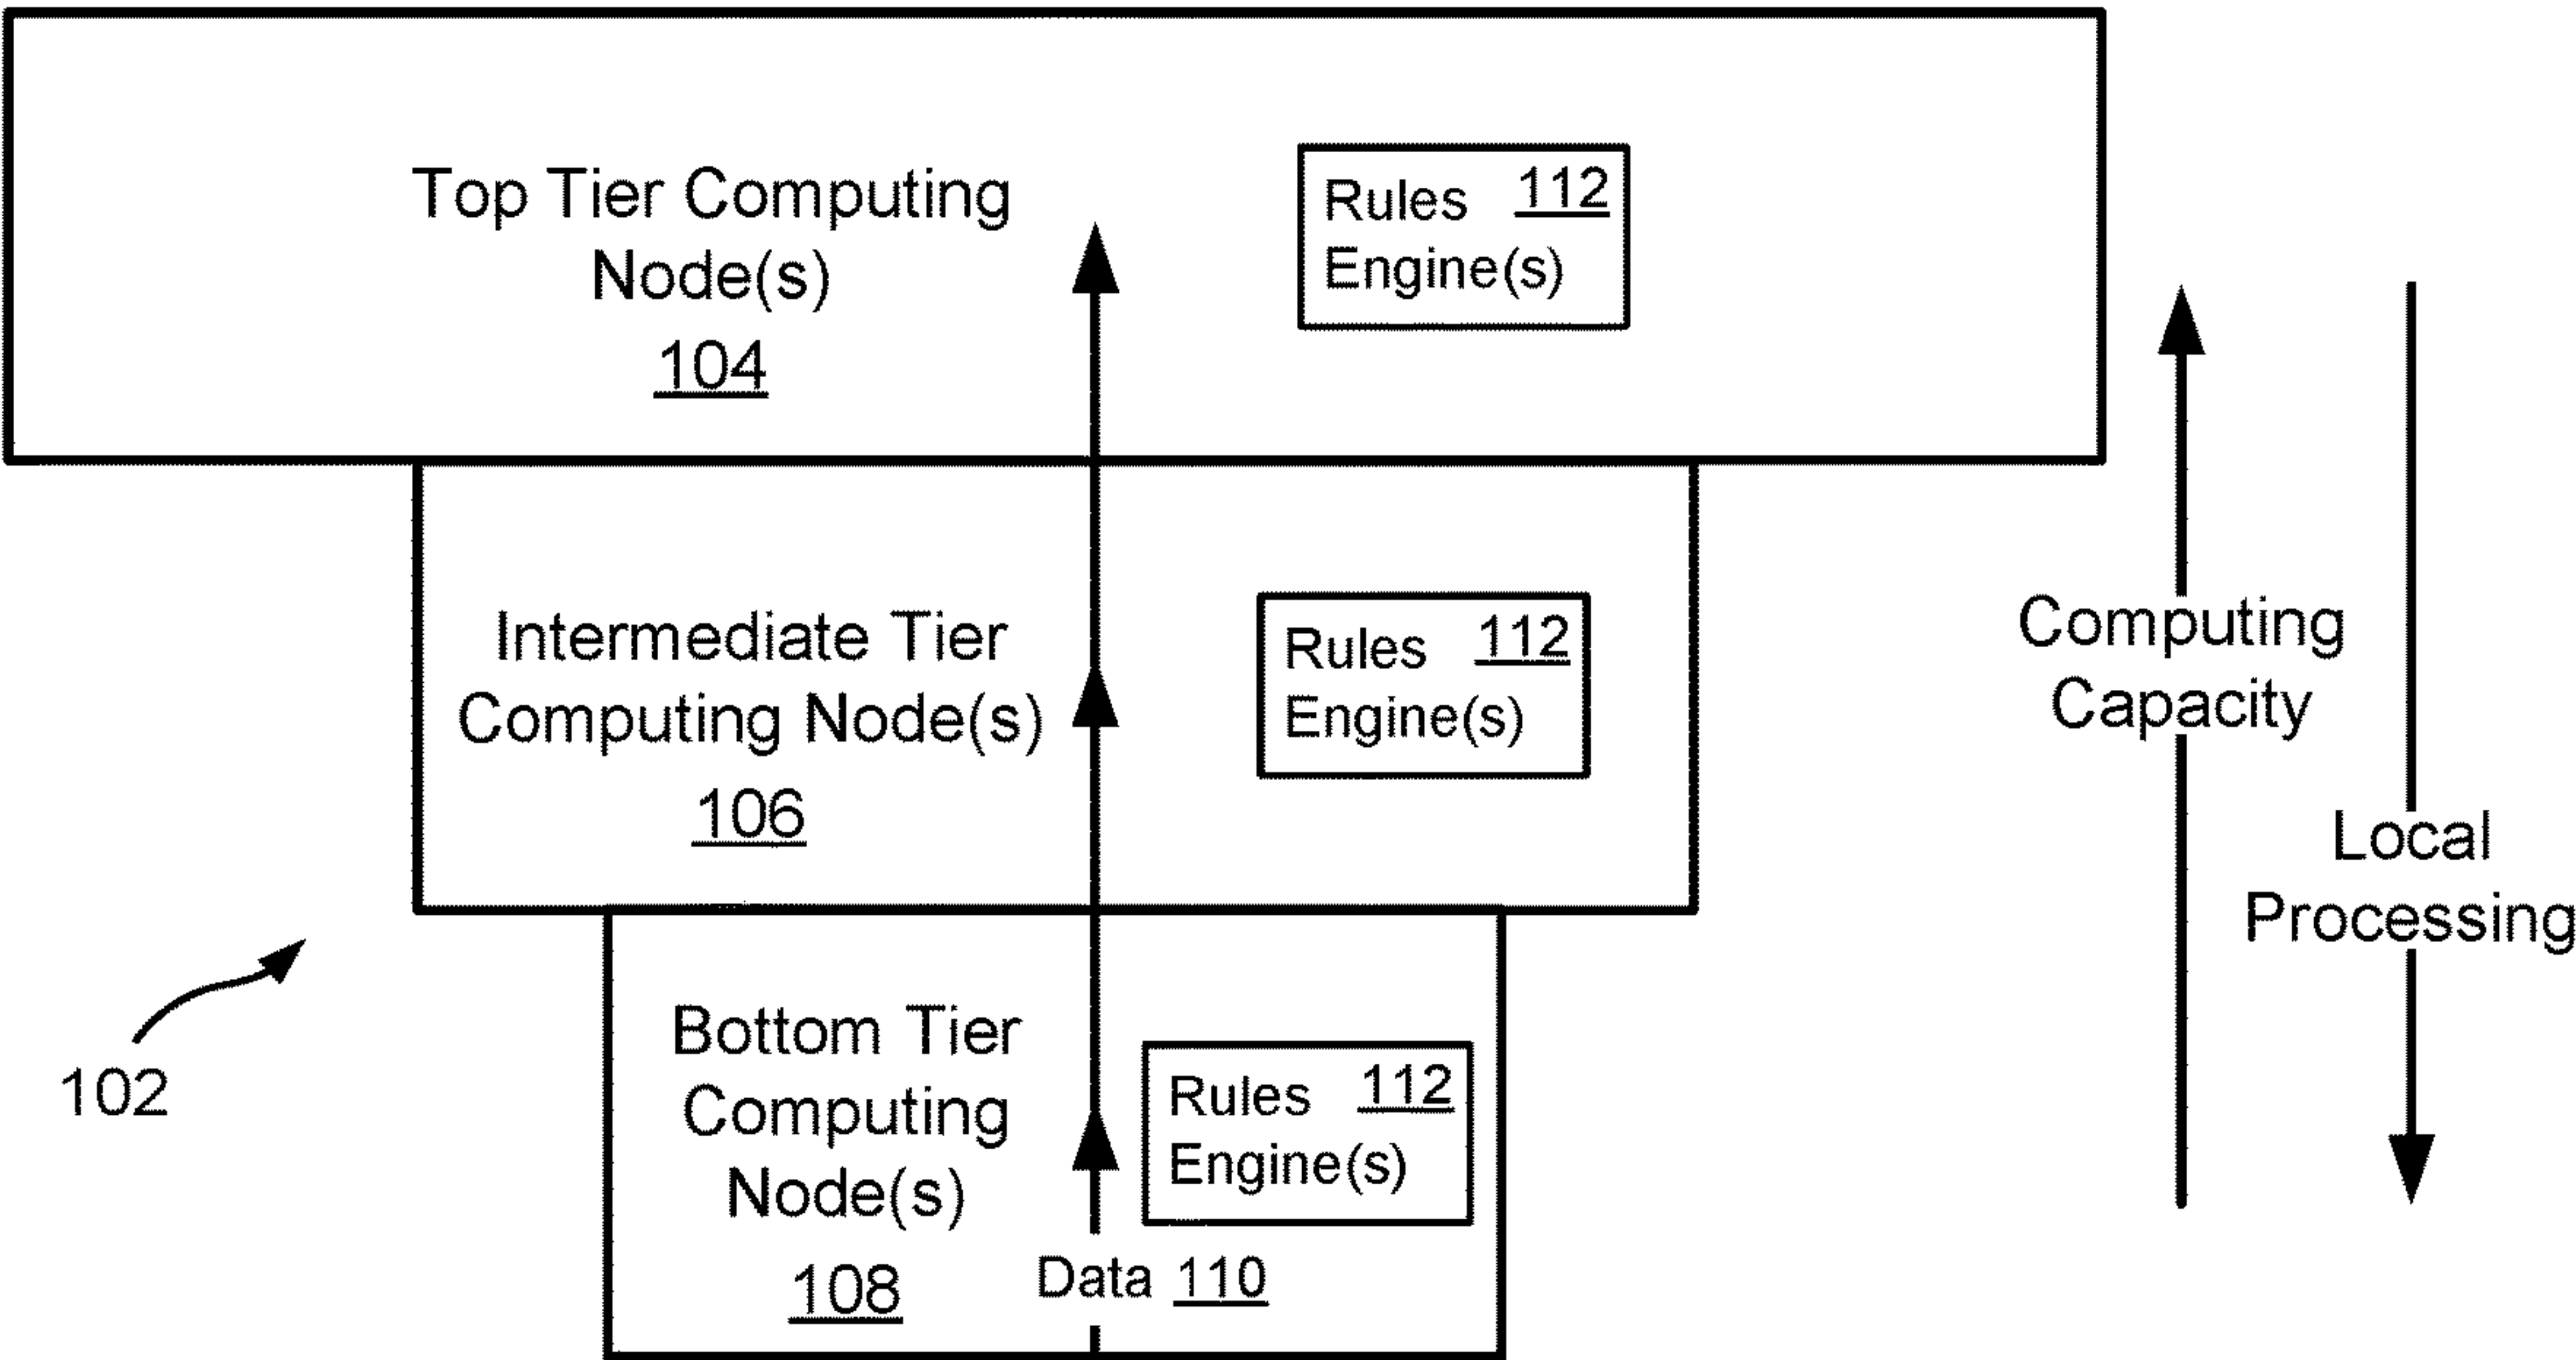 Top Tier Computing
Node(s)
104
Rules 112
Engine(s)
Intermediate Tier
Computing Node(s)
106
Rules 112
Engine(s)
Computing
Capacity
Local
Processing
102
Bottom Tier
Computing
Node(s)
108
Rules 112
Engine(s)
Data 110